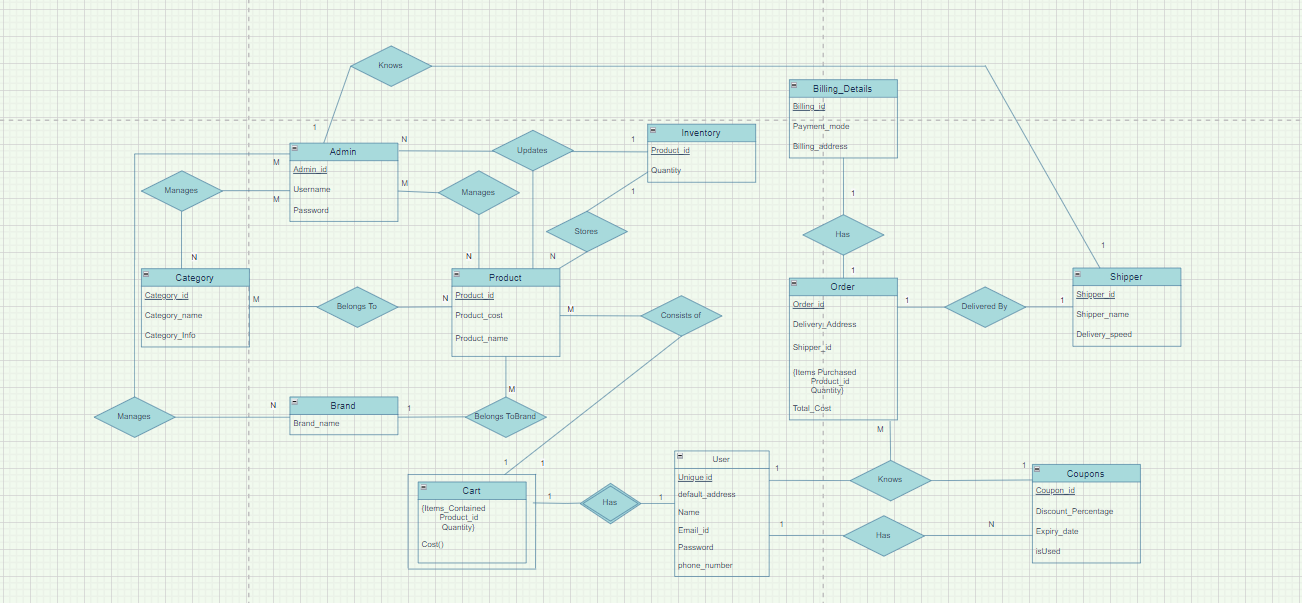 Knows
Billing_Details
Billing_id
Payment_mode
Billing_address
1
N
1
Inventory
Product_id
Quantity
Admin
Admin_id
Username
Password
Updates
M
M
Manages
M
Manages
1
Stores
1
Has
1
N
N
N
1
Category
Category_id
Category_name
Category_Info
M
Belongs To
N
Product
Product_id
Product_cost
Product_name
M
Consists of
Order
Order_id
Delivery_Address
Shipper_id
{Items Purchased
Product_id
Quantity}
Total_Cost
1
Delivered By
1
Shipper
Shipper_id
Shipper_name
Delivery_speed
Manages
N
Brand
Brand_name
1
M
Belongs ToBrand
M
1
1
Cart
{Items_Contained
Product_id
Quantity}
Cost()
1
Has
1
User
Unique id
default_address
Name
Email_id
Password
phone_number
1
Knows
1
1
Has
N
Coupons
Coupon_id
Discount_Percentage
Expiry_date
isUsed